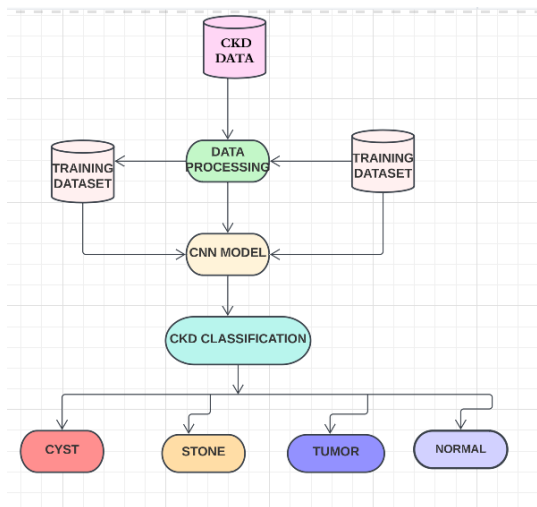 CKD
DATA
DATA
PROCESSING
TRAINING
DATASET
TRAINING
DATASET
CNN MODEL
CKD CLASSIFICATION
CYST
STONE
TUMOR
NORMAL